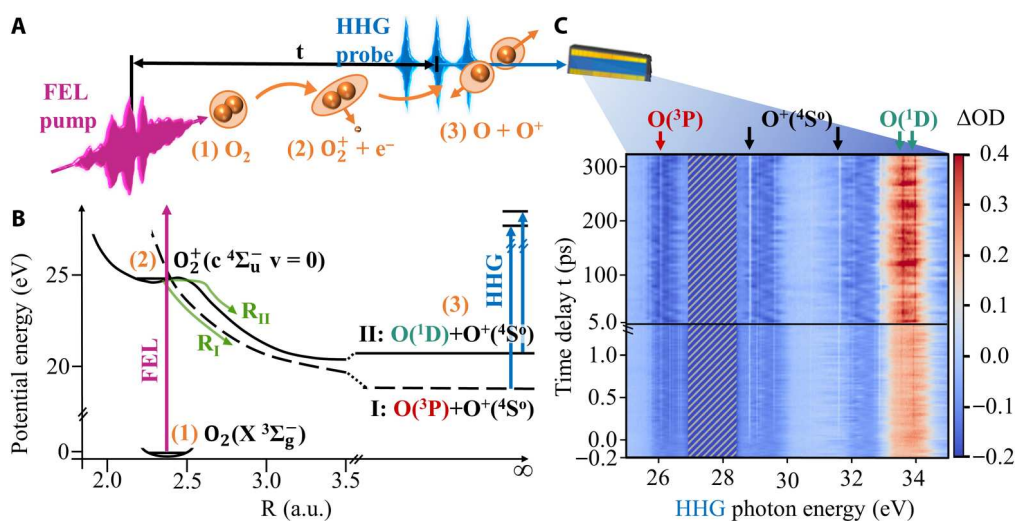 A
FEL pump
t
HHG probe
(1) O₂
(2) O₂⁺ + e⁻
(3) O + O⁺
B
Potential energy (eV)
25
20
0
(2) O₂⁺(c ⁴Σᵤ⁻ v = 0)
R_II
R_I
FEL
(1) O₂(X ³Σg⁻)
HHG
(3)
II: O(¹D)+O⁺(⁴Sᵒ)
I: O(³P)+O⁺(⁴Sᵒ)
2.0 2.5 3.0 3.5 ∞
R (a.u.)
C
O(³P) O⁺(⁴Sᵒ) O(¹D) ΔOD
Time delay t (ps)
300
200
100
5.0
1.0
0.5
0.0
−0.2
26 28 30 32 34
HHG photon energy (eV)
0.4
0.3
0.2
0.1
0.0
−0.1
−0.2